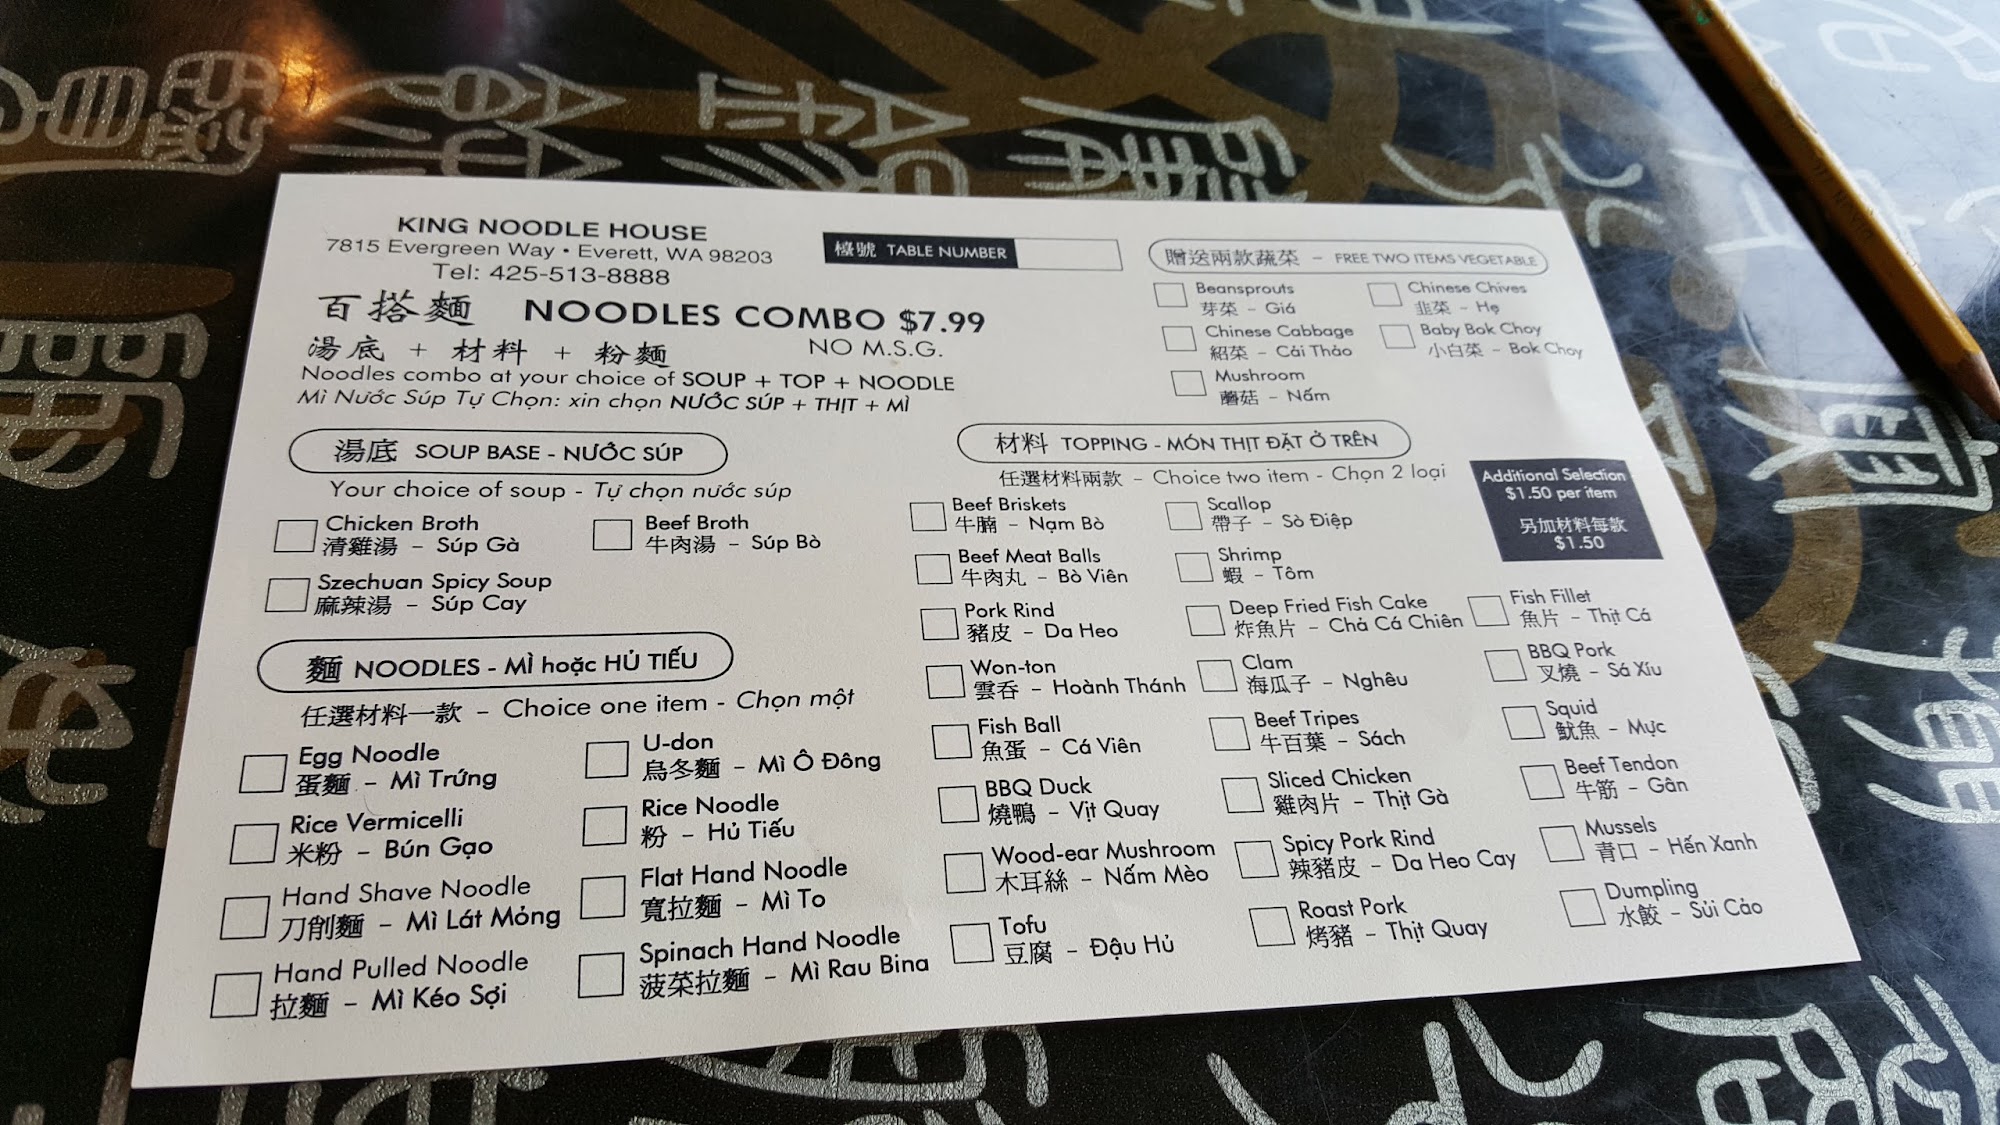 KING NOODLE HOUSE
7815 Evergreen Way • Everett, WA 98203
Tel: 425-513-8888
檯號 TABLE NUMBER
百搭麵 NOODLES COMBO $7.99
湯底 + 材料 + 粉麵 NO M.S.G.
Noodles combo at your choice of SOUP + TOP + NOODLE
Mì Nước Súp Tự Chọn: xin chọn NƯỚC SÚP + THỊT + MÌ
贈送兩款蔬菜 – FREE TWO ITEMS VEGETABLE
Beansprouts
芽菜 – Giá
Chinese Chives
韭菜 – Hẹ
Chinese Cabbage
紹菜 – Cải Thảo
Baby Bok Choy
小白菜 – Bok Choy
Mushroom
蘑菇 – Nấm
湯底 SOUP BASE - NƯỚC SÚP
Your choice of soup - Tự chọn nước súp
Chicken Broth
清雞湯 – Súp Gà
Beef Broth
牛肉湯 – Súp Bò
Szechuan Spicy Soup
麻辣湯 – Súp Cay
麵 NOODLES - MÌ hoặc HỦ TIẾU
任選材料一款 – Choice one item - Chọn một
Egg Noodle
蛋麵 – Mì Trứng
U-don
烏冬麵 – Mì Ô Đông
Rice Vermicelli
米粉 – Bún Gạo
Rice Noodle
粉 – Hủ Tiếu
Hand Shave Noodle
刀削麵 – Mì Lát Mỏng
Flat Hand Noodle
寬拉麵 – Mì To
Hand Pulled Noodle
拉麵 – Mì Kéo Sợi
Spinach Hand Noodle
菠菜拉麵 – Mì Rau Bina
材料 TOPPING - MÓN THỊT ĐẶT Ở TRÊN
任選材料兩款 – Choice two item - Chọn 2 loại
Additional Selection
$1.50 per item
另加材料每款
$1.50
Beef Briskets
牛腩 – Nạm Bò
Scallop
帶子 – Sò Điệp
Beef Meat Balls
牛肉丸 – Bò Viên
Shrimp
蝦 – Tôm
Pork Rind
豬皮 – Da Heo
Deep Fried Fish Cake
炸魚片 – Chả Cá Chiên
Fish Fillet
魚片 – Thịt Cá
Won-ton
雲吞 – Hoành Thánh
Clam
海瓜子 – Nghêu
BBQ Pork
叉燒 – Sá Xíu
Fish Ball
魚蛋 – Cá Viên
Beef Tripes
牛百葉 – Sách
Squid
魷魚 – Mực
BBQ Duck
燒鴨 – Vịt Quay
Sliced Chicken
雞肉片 – Thịt Gà
Beef Tendon
牛筋 – Gân
Wood-ear Mushroom
木耳絲 – Nấm Mèo
Spicy Pork Rind
辣豬皮 – Da Heo Cay
Mussels
青口 – Hến Xanh
Tofu
豆腐 – Đậu Hủ
Roast Pork
烤豬 – Thịt Quay
Dumpling
水餃 – Sủi Cảo